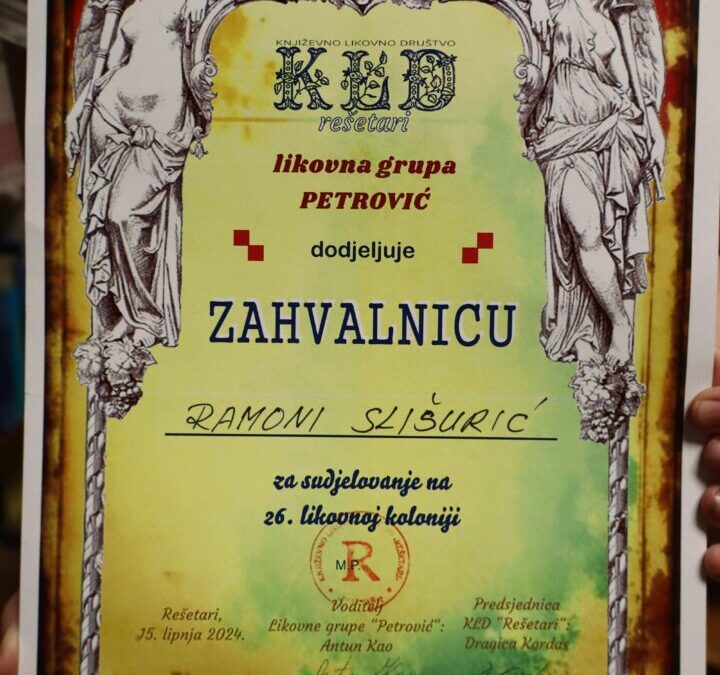 KNJIŽEVNO LIKOVNO DRUŠTVO
KLD
rešetari
likovna grupa
PETROVIĆ
dodjeljuje
ZAHVALNICU
RAMONI SLIŠURIĆ
za sudjelovanje na
26. likovnoj koloniji
R
M.P.
Rešetari,
15. lipnja 2024.
Voditelj
Likovne grupe "Petrović":
Antun Kao
Predsjednica
KLD "Rešetari":
Dragica Kordas